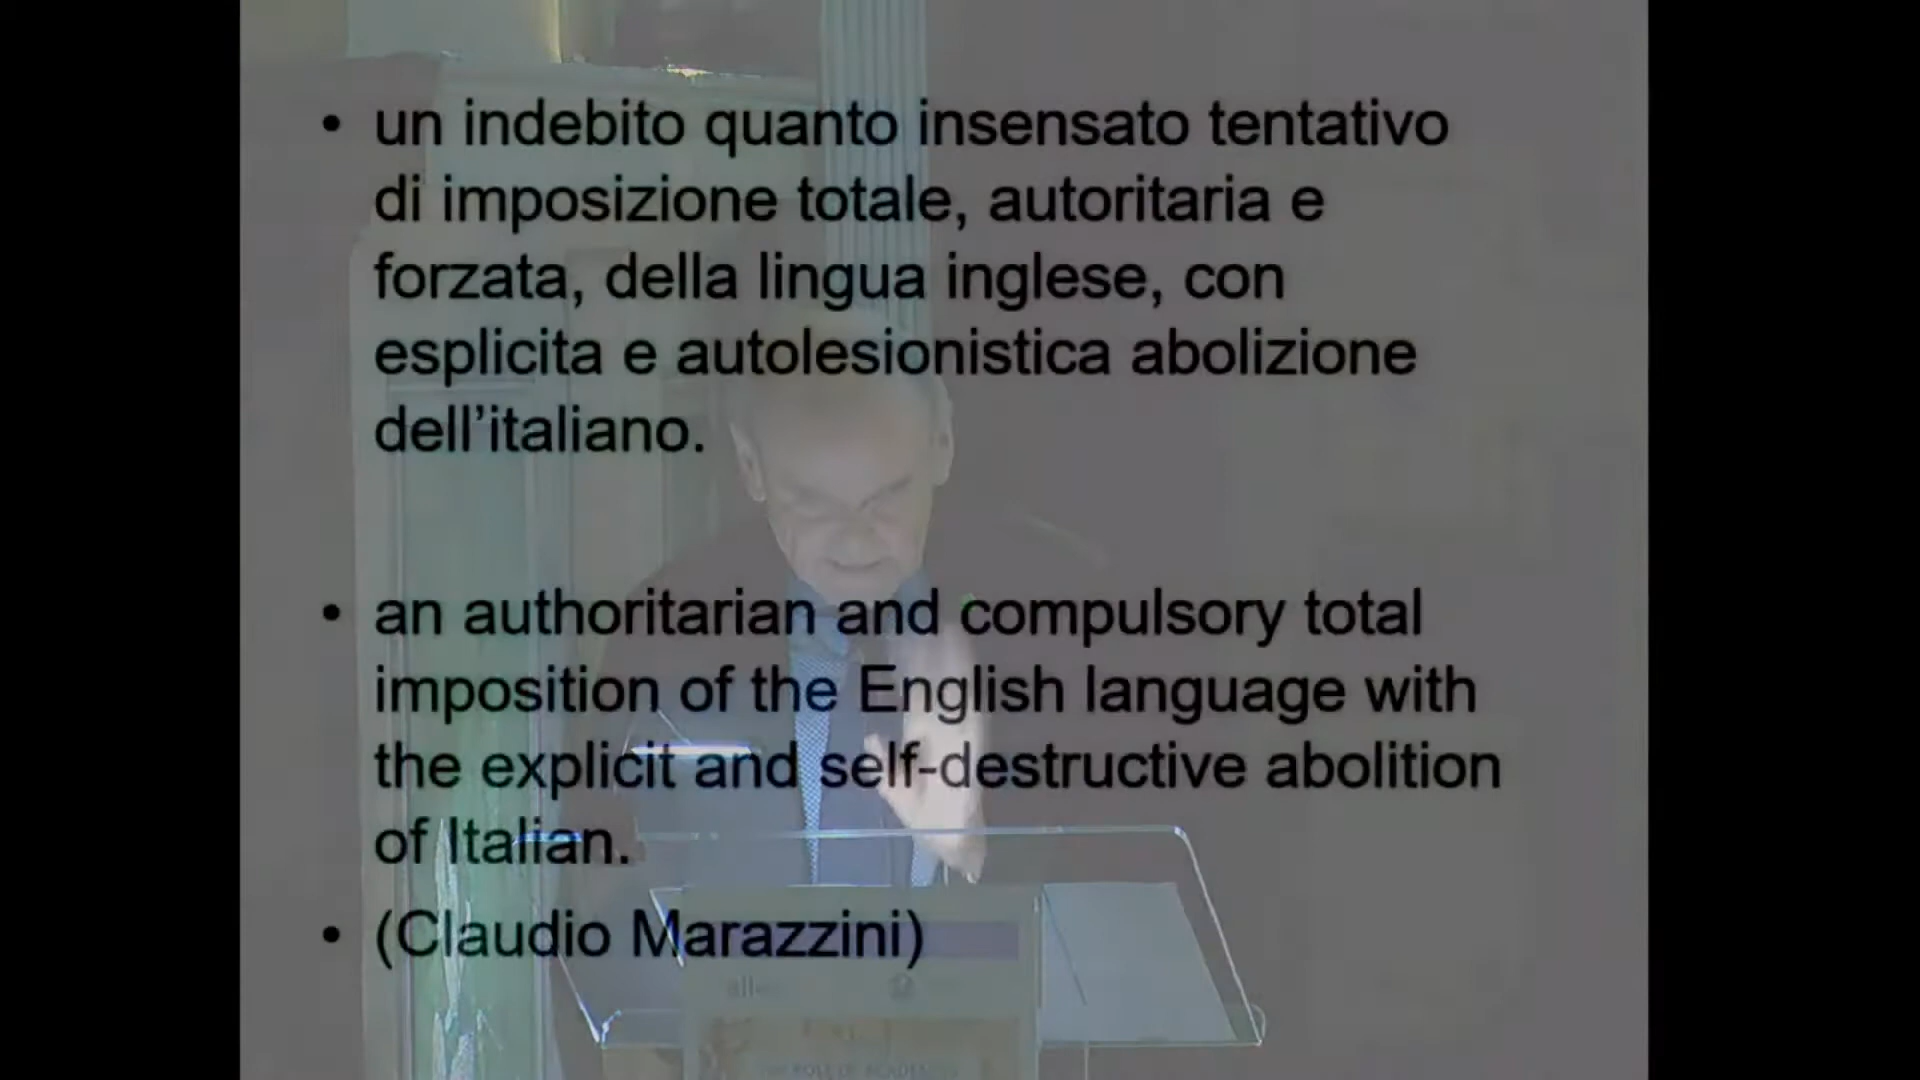 • un indebito quanto insensato tentativo
di imposizione totale, autoritaria e
forzata, della lingua inglese, con
esplicita e autolesionistica abolizione
dell’italiano.
• an authoritarian and compulsory total
imposition of the English language with
the explicit and self-destructive abolition
of Italian.
• (Claudio Marazzini)